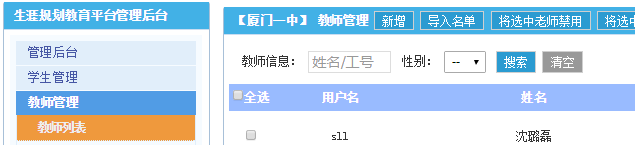 生涯规划教育平台管理后台
管理后台
学生管理
教师管理
教师列表
【厦门一中】 教师管理 新增 导入名单 将选中老师禁用 将选中
教师信息： 姓名/工号 性别： -- 搜索 清空
全选 用户名 姓名
s11 沈璐磊